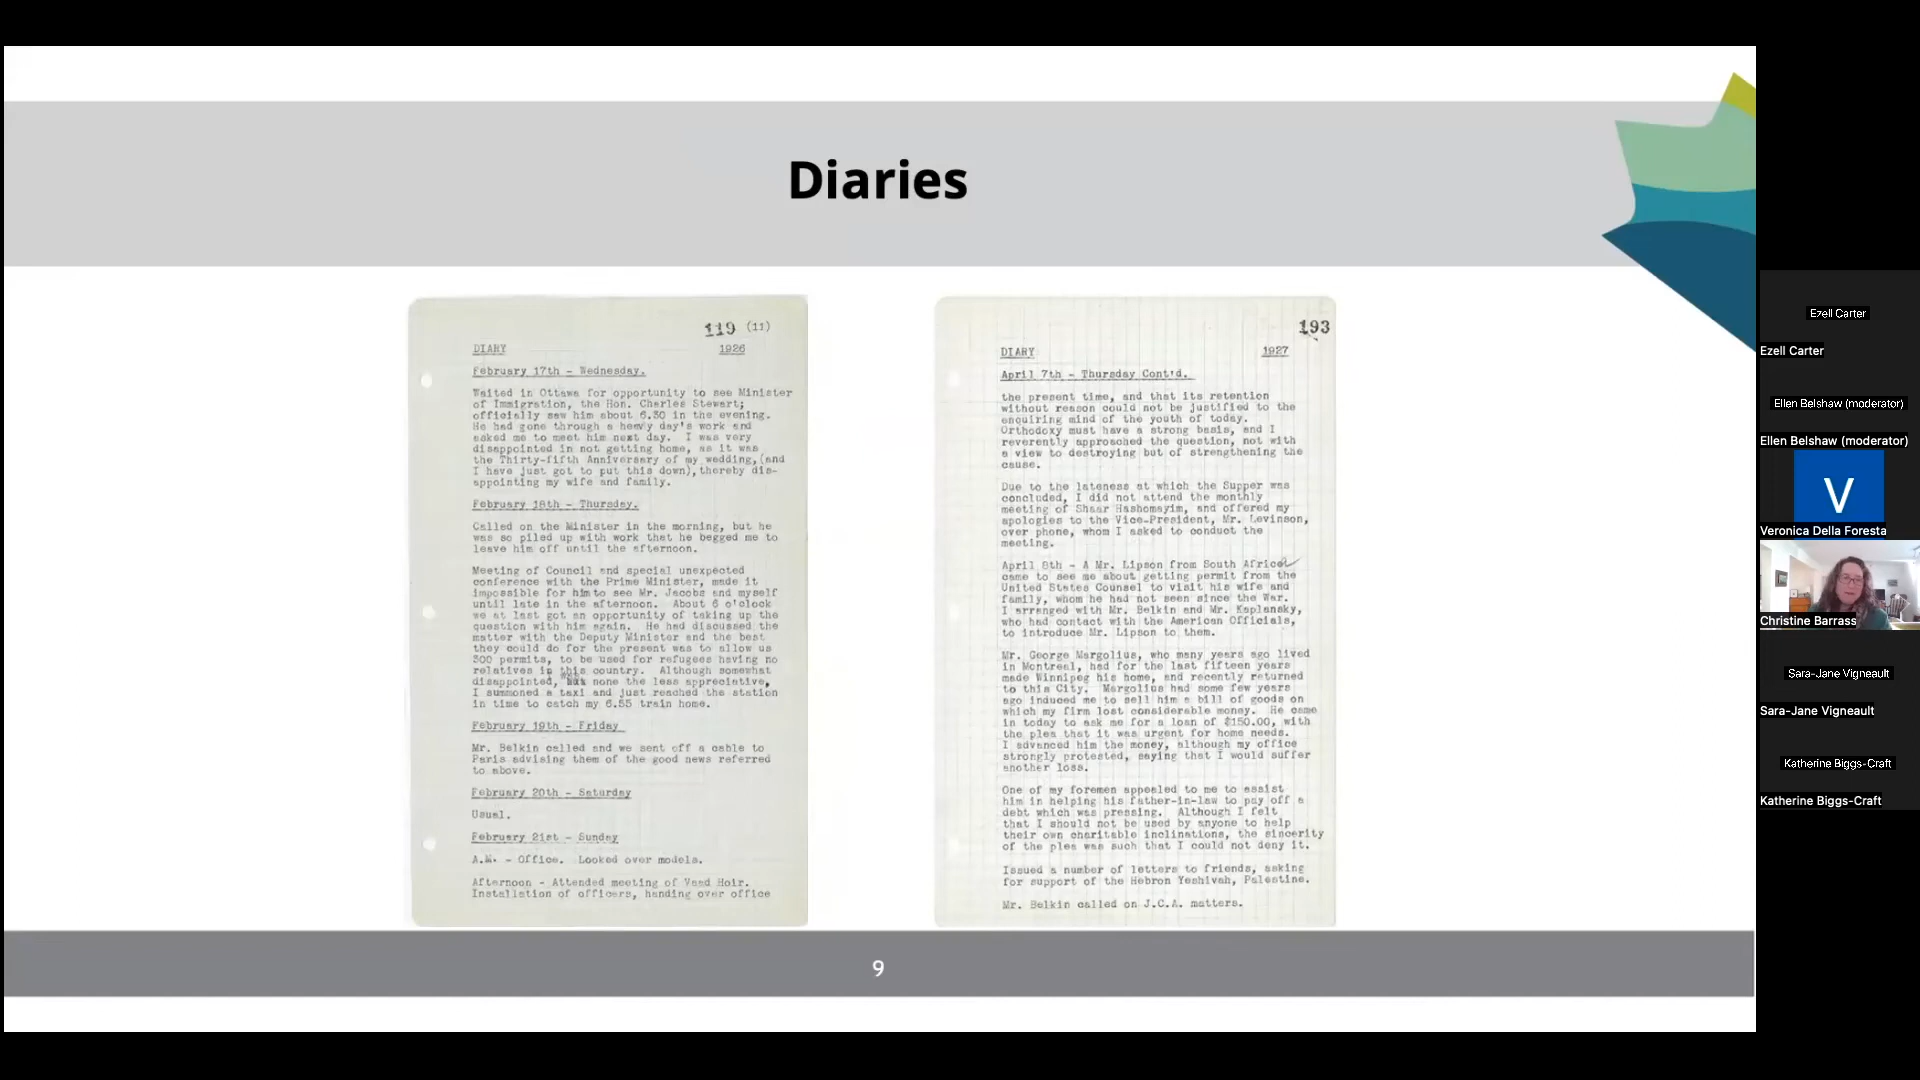 Diaries
119 (11)
DIARY 1926
February 17th - Wednesday.
Waited in Ottawa for opportunity to see Minister
of Immigration, the Hon. Charles Stewart;
officially saw him about 6.30 in the evening.
He had gone through a heavy day's work and
asked me to meet him next day. I was very
disappointed in not getting home, as it was
the Thirty-fifth Anniversary of my wedding,(and
I have just got to put this down),thereby dis-
appointing my wife and family.
February 18th - Thursday.
Called on the Minister in the morning, but he
was so piled up with work that he begged me to
leave him off until the afternoon.
Meeting of Council and special unexpected
conference with the Prime Minister, made it
impossible for him to see Mr. Jacobs and myself
until late in the afternoon. About 6 o'clock
we at last got an opportunity of taking up the
question with him again. He had discussed the
matter with the Deputy Minister and the best
they could do for the present was to allow us
300 permits, to be used for refugees having no
relatives in this country. Although somewhat
disappointed, none the less appreciative,
I summoned a taxi and just reached the station
in time to catch my 6.55 train home.
February 19th - Friday
Mr. Belkin called and we sent off a cable to
Paris advising them of the good news referred
to above.
February 20th - Saturday
Usual.
February 21st - Sunday
A.M. - Office. Looked over models.
Afternoon - Attended meeting of Vaad Hoir.
Installation of officers, handing over office
193
DIARY 1927
April 7th - Thursday Cont'd.
the present time, and that its retention
without reason could not be justified to the
enquiring mind of the youth of today.
Orthodoxy must have a strong basis, and I
reverently approached the question, not with
a view to destroying but of strengthening the
cause.
Due to the lateness at which the Supper was
concluded, I did not attend the monthly
meeting of Shaar Hashomayim, and offered my
apologies to the Vice-President, Mr. Levinson,
over phone, whom I asked to conduct the
meeting.
April 8th - A Mr. Lipson from South Africa
came to see me about getting permit from the
United States Counsel to visit his wife and
family, whom he had not seen since the War.
I arranged with Mr. Belkin and Mr. Kaplansky,
who had contact with the American Officials,
to introduce Mr. Lipson to them.
Mr. George Margolius, who many years ago lived
in Montreal, had for the last fifteen years
made Winnipeg his home, and recently returned
to this City. Margolius had some few years
ago induced me to sell him a bill of goods on
which my firm lost considerable money. He came
in today to ask me for a loan of $150.00, with
the plea that it was urgent for home needs.
I advanced him the money, although my office
strongly protested, saying that I would suffer
another loss.
One of my foremen appealed to me to assist
him in helping his father-in-law to pay off a
debt which was pressing. Although I felt
that I should not be used by anyone to help
their own charitable inclinations, the sincerity
of the plea was such that I could not deny it.
Issued a number of letters to friends, asking
for support of the Hebron Yeshivah, Palestine.
Mr. Belkin called on J.C.A. matters.
9
Ezell Carter
Ezell Carter
Ellen Belshaw (moderator)
Ellen Belshaw (moderator)
V
Veronica Della Foresta
Christine Barrass
Sara-Jane Vigneault
Sara-Jane Vigneault
Katherine Biggs-Craft
Katherine Biggs-Craft